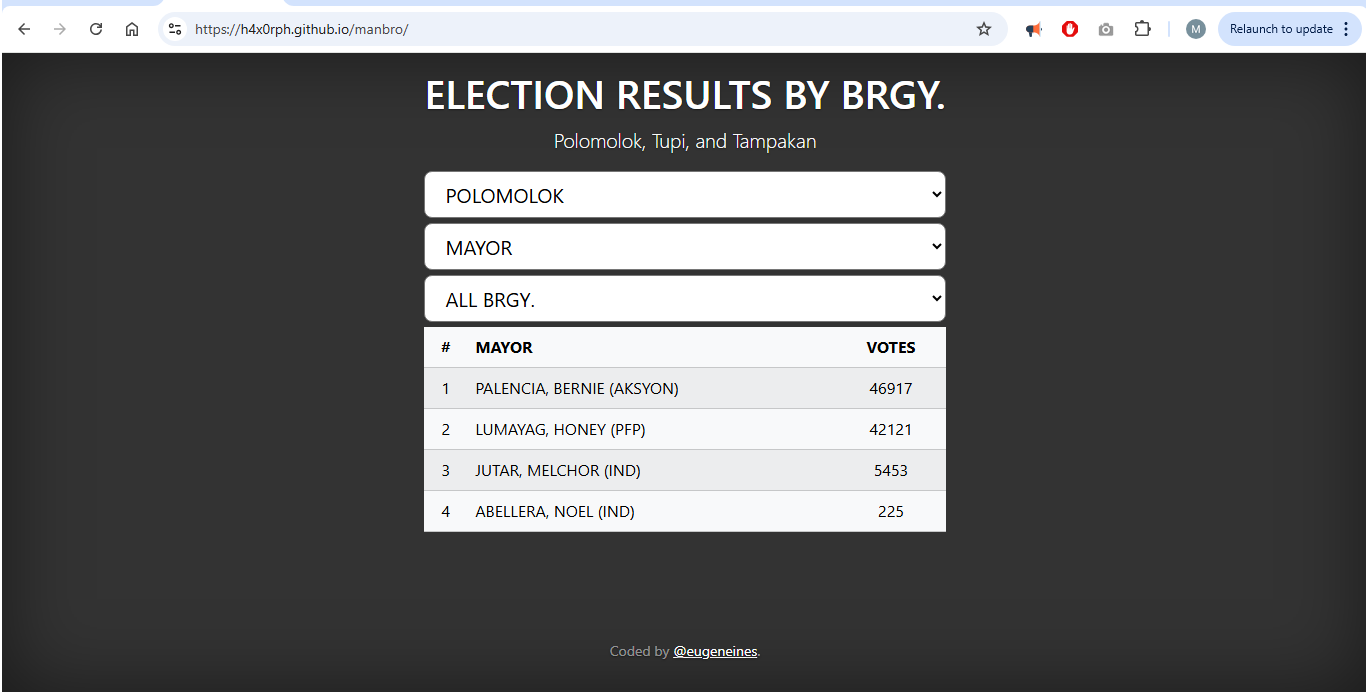 https://h4x0rph.github.io/manbro/
M
Relaunch to update
ELECTION RESULTS BY BRGY.
Polomolok, Tupi, and Tampakan
POLOMOLOK
MAYOR
ALL BRGY.
# MAYOR VOTES
1 PALENCIA, BERNIE (AKSYON) 46917
2 LUMAYAG, HONEY (PFP) 42121
3 JUTAR, MELCHOR (IND) 5453
4 ABELLERA, NOEL (IND) 225
Coded by @eugeneines.